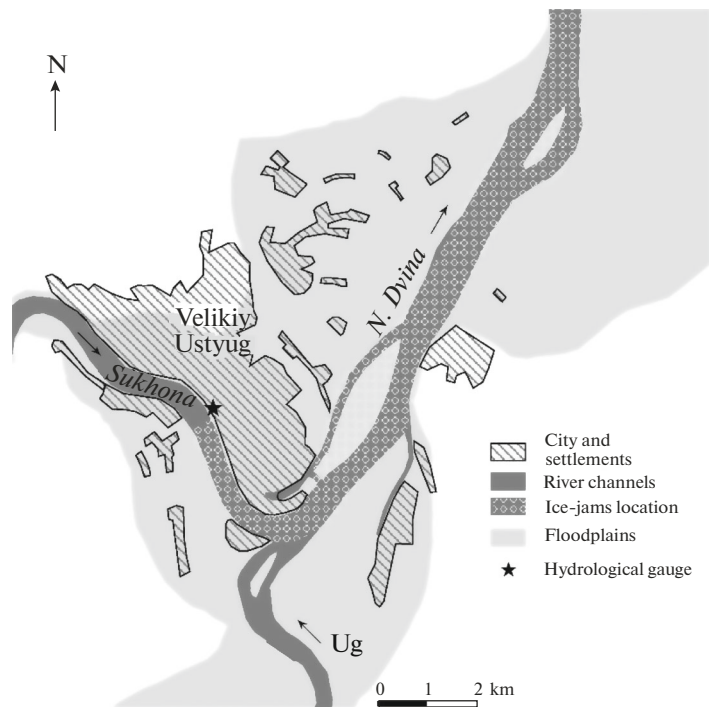 N
N. Dvina
Velikiy
Ustyug
Sukhona
City and
settlements
River channels
Ice-jams location
Floodplains
Hydrological gauge
Ug
0 1 2 km